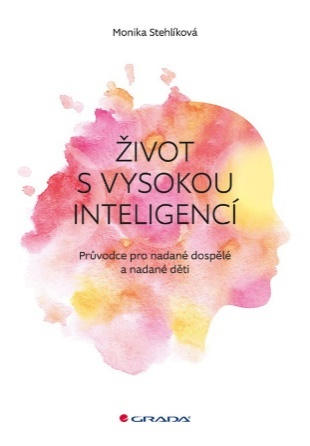 Monika Stehlíková
ŽIVOT
S VYSOKOU
INTELIGENCÍ
Průvodce pro nadané dospělé
a nadané děti
GRADA